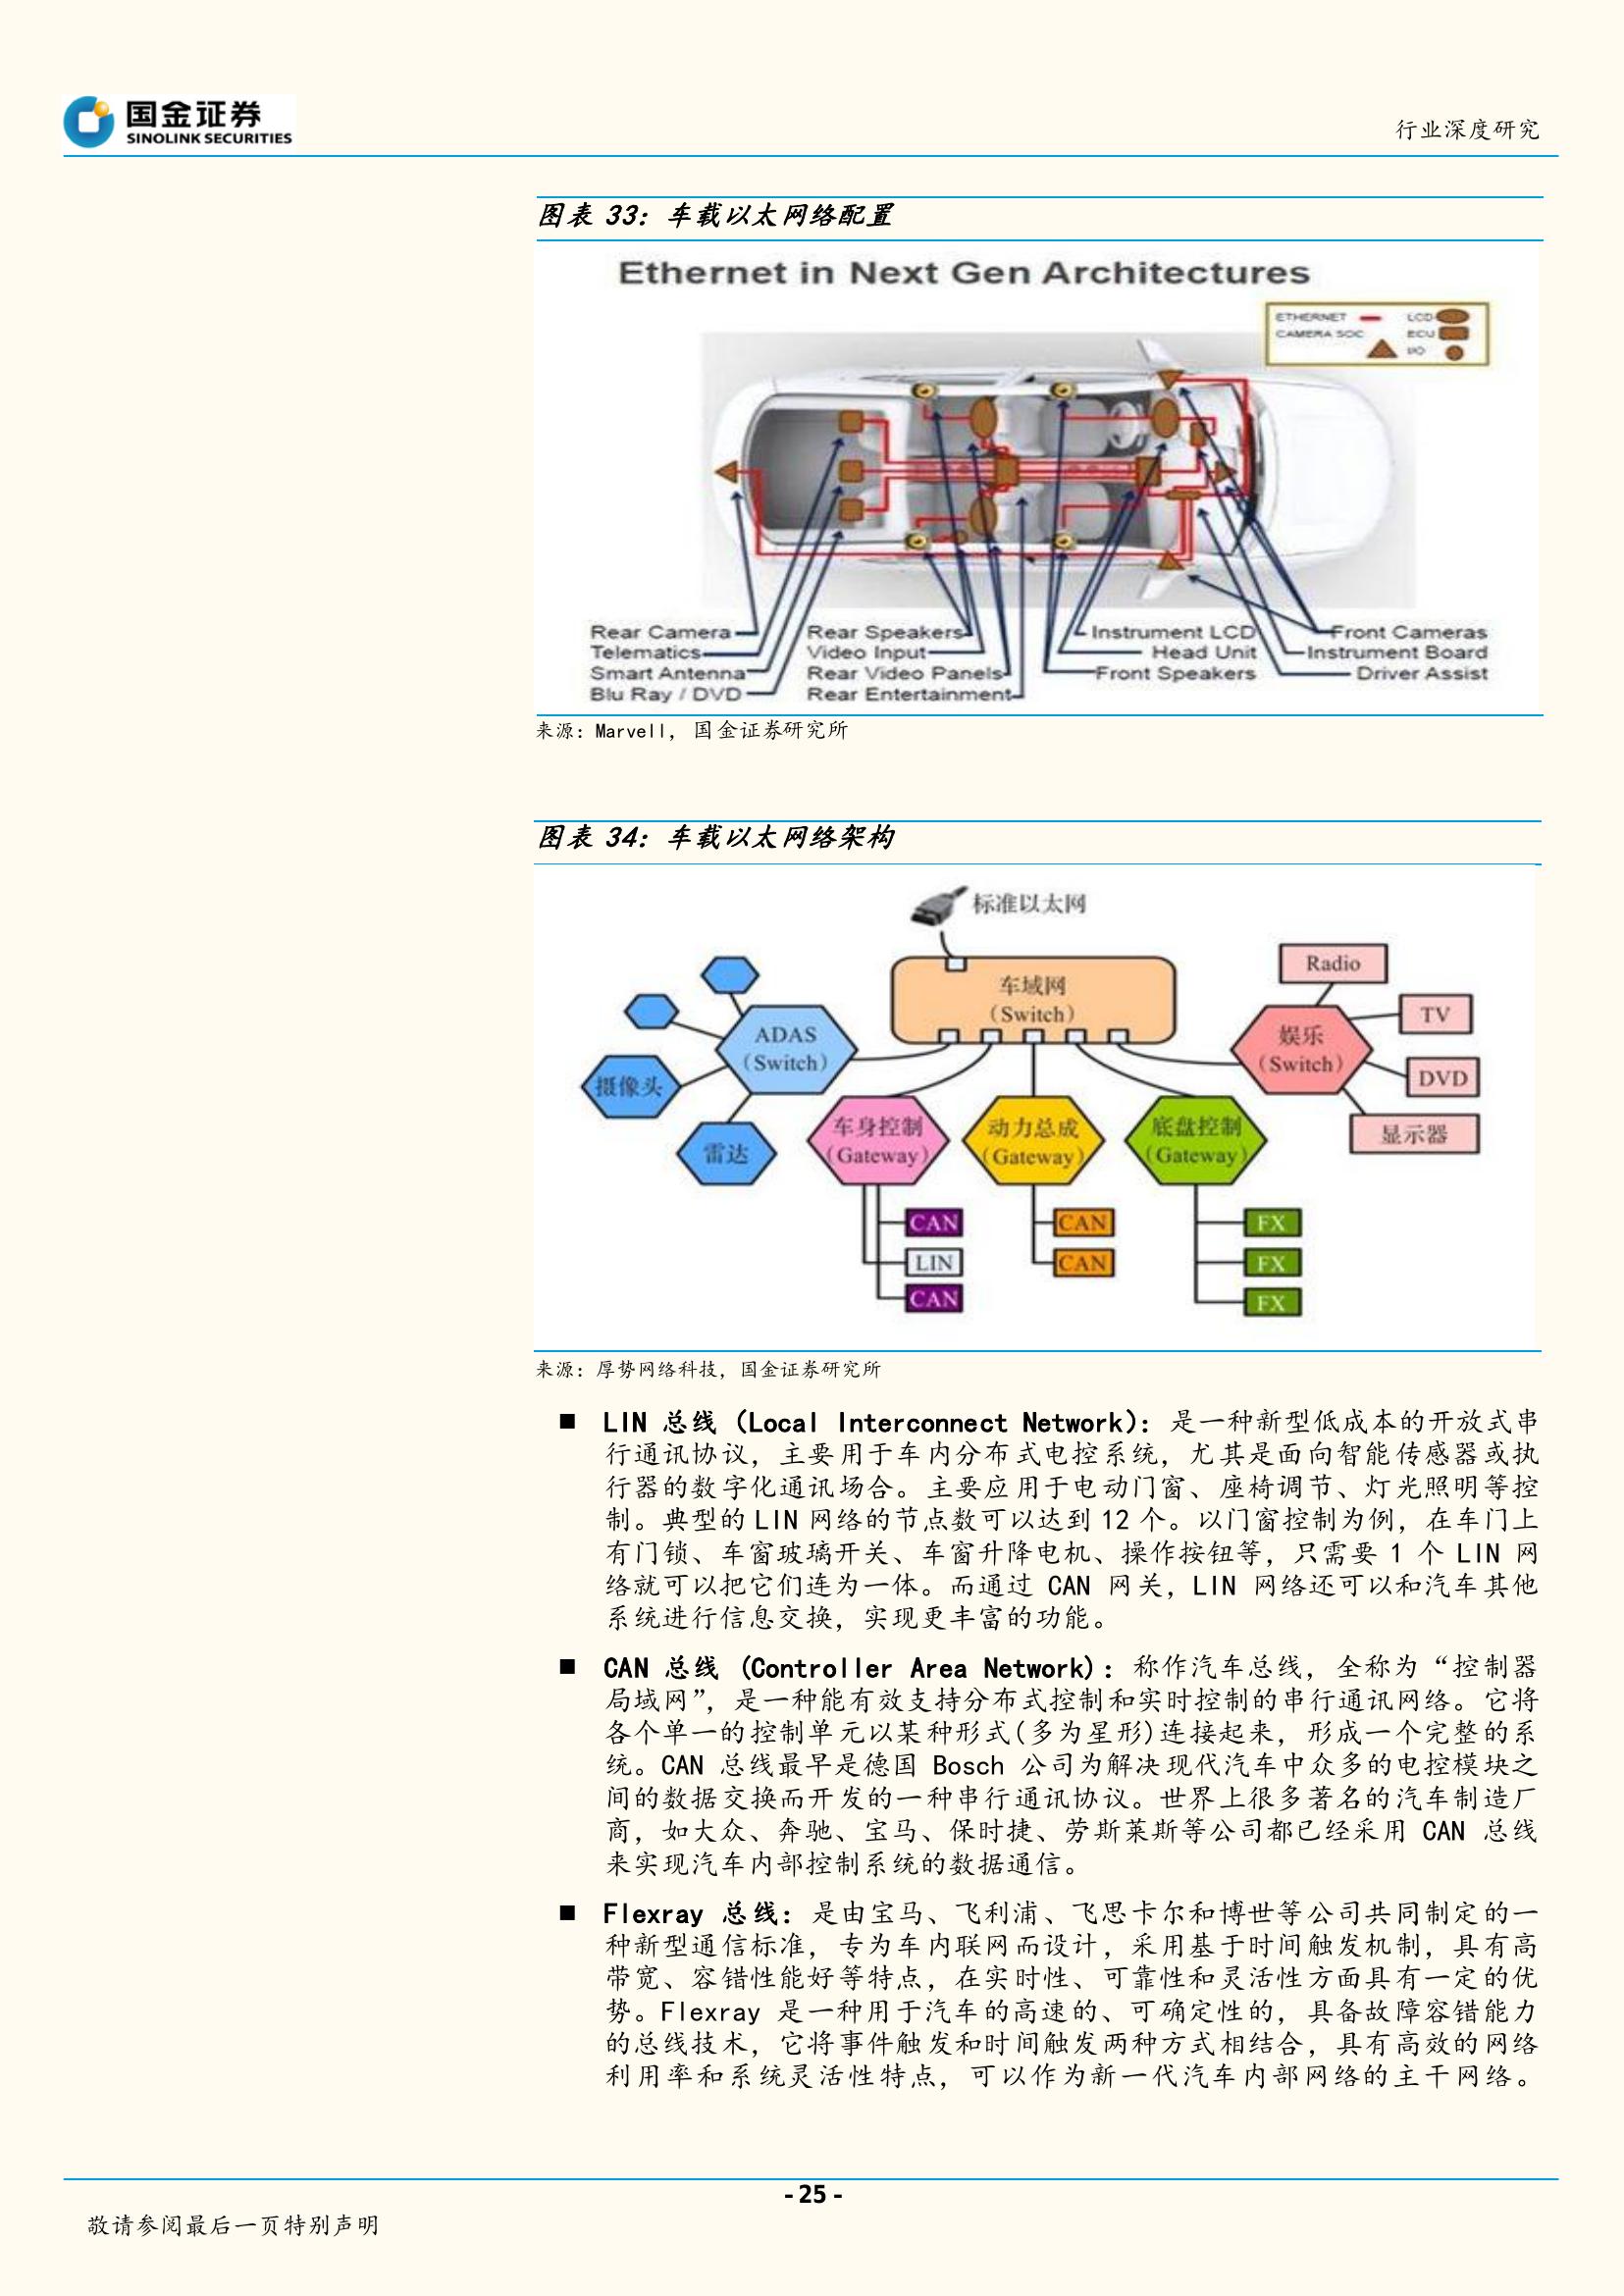 国金证券
SINOLINK SECURITIES
行业深度研究
图表 33：车载以太网络配置
Ethernet in Next Gen Architectures
ETHERNET
LCD
CAMERA SOC
ECU
I/O
Rear Camera
Telematics
Smart Antenna
Blu Ray / DVD
Rear Speakers
Video Input
Rear Video Panels
Rear Entertainment
Instrument LCD
Head Unit
Front Speakers
Front Cameras
Instrument Board
Driver Assist
来源：Marvell，国金证券研究所
图表 34：车载以太网络架构
标准以太网
车域网
（Switch）
ADAS
（Switch）
摄像头
雷达
娱乐
（Switch）
Radio
TV
DVD
显示器
车身控制
（Gateway）
动力总成
（Gateway）
底盘控制
（Gateway）
CAN
LIN
CAN
CAN
CAN
FX
FX
FX
来源：厚势网络科技，国金证券研究所
■ LIN 总线（Local Interconnect Network）：是一种新型低成本的开放式串
行通讯协议，主要用于车内分布式电控系统，尤其是面向智能传感器或执
行器的数字化通讯场合。主要应用于电动门窗、座椅调节、灯光照明等控
制。典型的 LIN 网络的节点数可以达到 12 个。以门窗控制为例，在车门上
有门锁、车窗玻璃开关、车窗升降电机、操作按钮等，只需要 1 个 LIN 网
络就可以把它们连为一体。而通过 CAN 网关，LIN 网络还可以和汽车其他
系统进行信息交换，实现更丰富的功能。
■ CAN 总线 (Controller Area Network)：称作汽车总线，全称为“控制器
局域网”，是一种能有效支持分布式控制和实时控制的串行通讯网络。它将
各个单一的控制单元以某种形式(多为星形)连接起来，形成一个完整的系
统。CAN 总线最早是德国 Bosch 公司为解决现代汽车中众多的电控模块之
间的数据交换而开发的一种串行通讯协议。世界上很多著名的汽车制造厂
商，如大众、奔驰、宝马、保时捷、劳斯莱斯等公司都已经采用 CAN 总线
来实现汽车内部控制系统的数据通信。
■ Flexray 总线：是由宝马、飞利浦、飞思卡尔和博世等公司共同制定的一
种新型通信标准，专为车内联网而设计，采用基于时间触发机制，具有高
带宽、容错性能好等特点，在实时性、可靠性和灵活性方面具有一定的优
势。Flexray 是一种用于汽车的高速的、可确定性的，具备故障容错能力
的总线技术，它将事件触发和时间触发两种方式相结合，具有高效的网络
利用率和系统灵活性特点，可以作为新一代汽车内部网络的主干网络。
- 25 -
敬请参阅最后一页特别声明